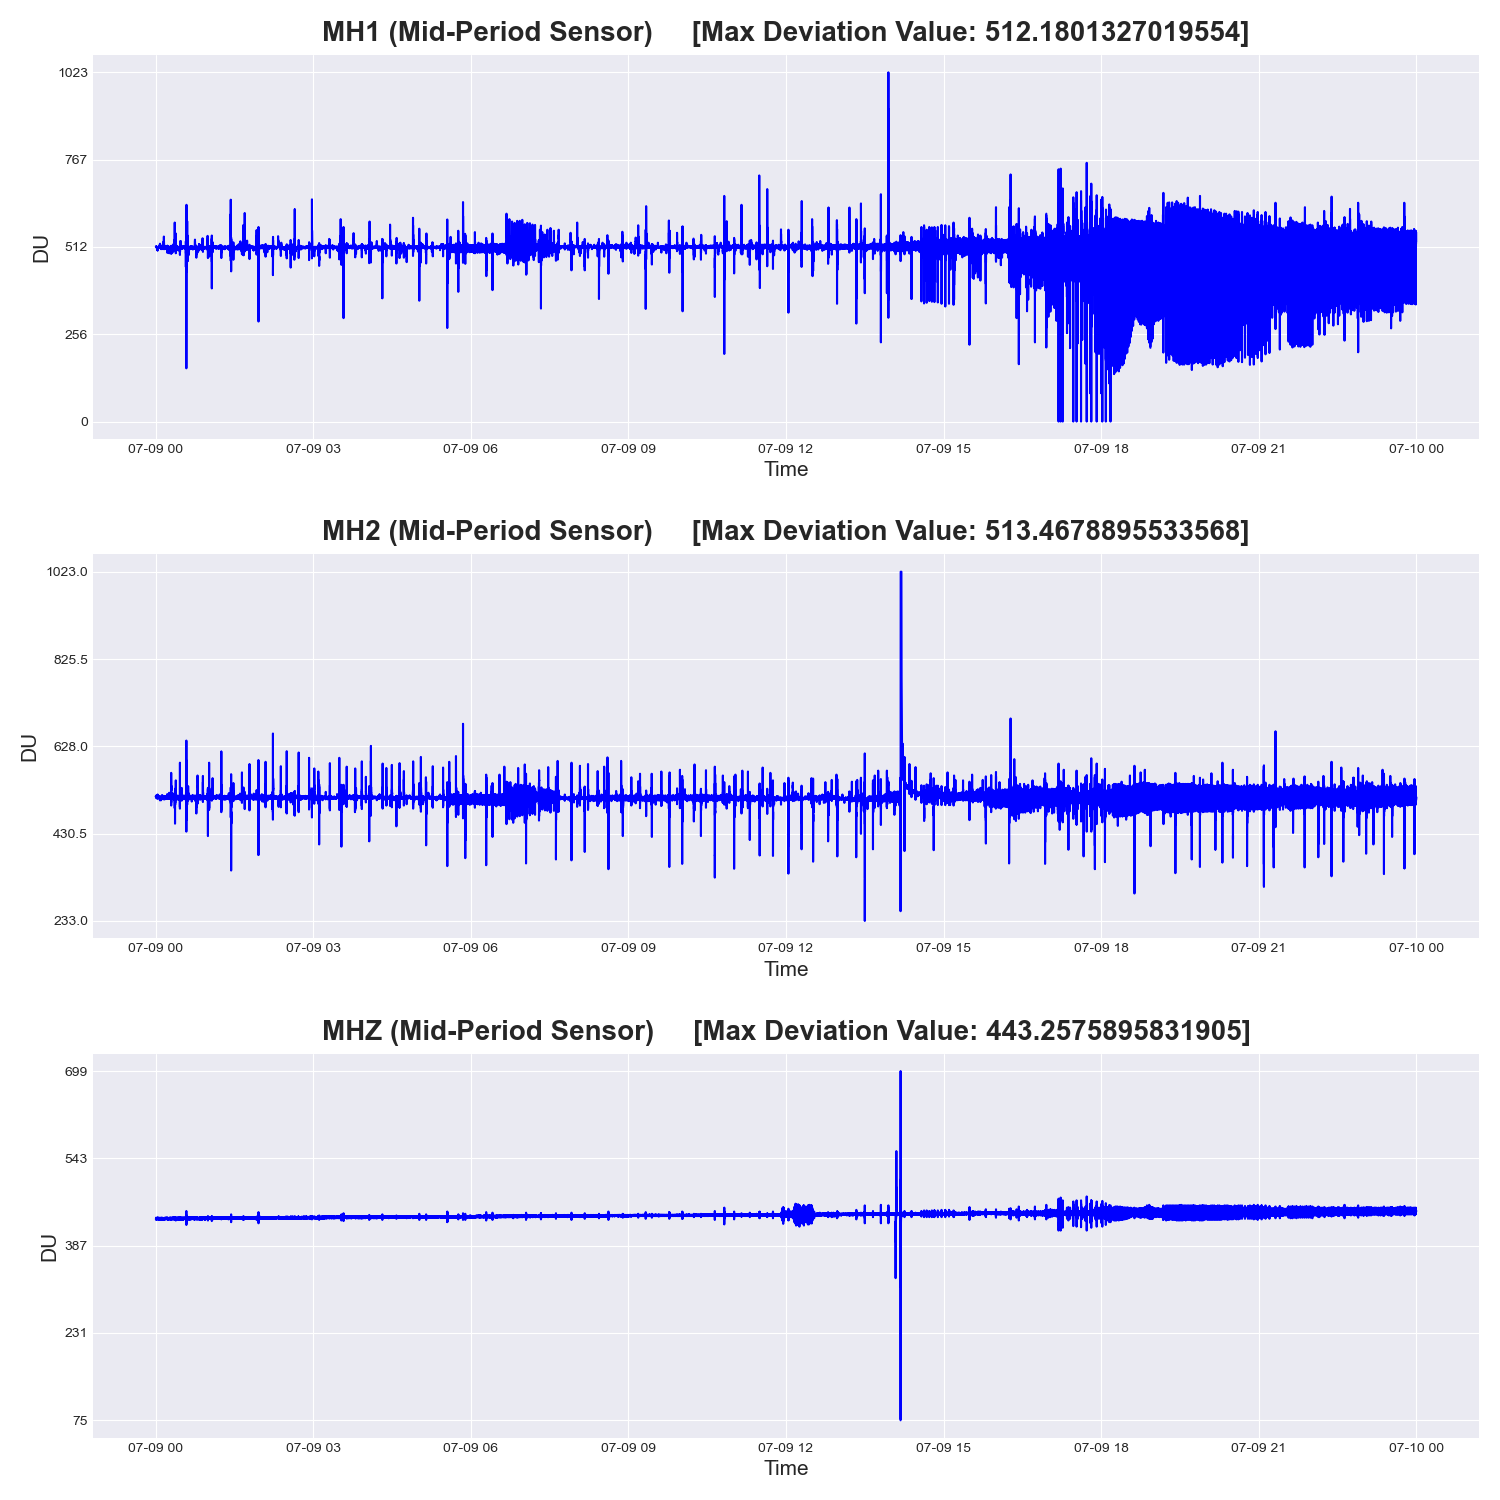 MH1 (Mid-Period Sensor) [Max Deviation Value: 512.1801327019554]
1023
767
512
256
0
DU
07-09 00 07-09 03 07-09 06 07-09 09 07-09 12 07-09 15 07-09 18 07-09 21 07-10 00
Time
MH2 (Mid-Period Sensor) [Max Deviation Value: 513.4678895533568]
1023.0
825.5
628.0
430.5
233.0
DU
07-09 00 07-09 03 07-09 06 07-09 09 07-09 12 07-09 15 07-09 18 07-09 21 07-10 00
Time
MHZ (Mid-Period Sensor) [Max Deviation Value: 443.2575895831905]
699
543
387
231
75
DU
07-09 00 07-09 03 07-09 06 07-09 09 07-09 12 07-09 15 07-09 18 07-09 21 07-10 00
Time